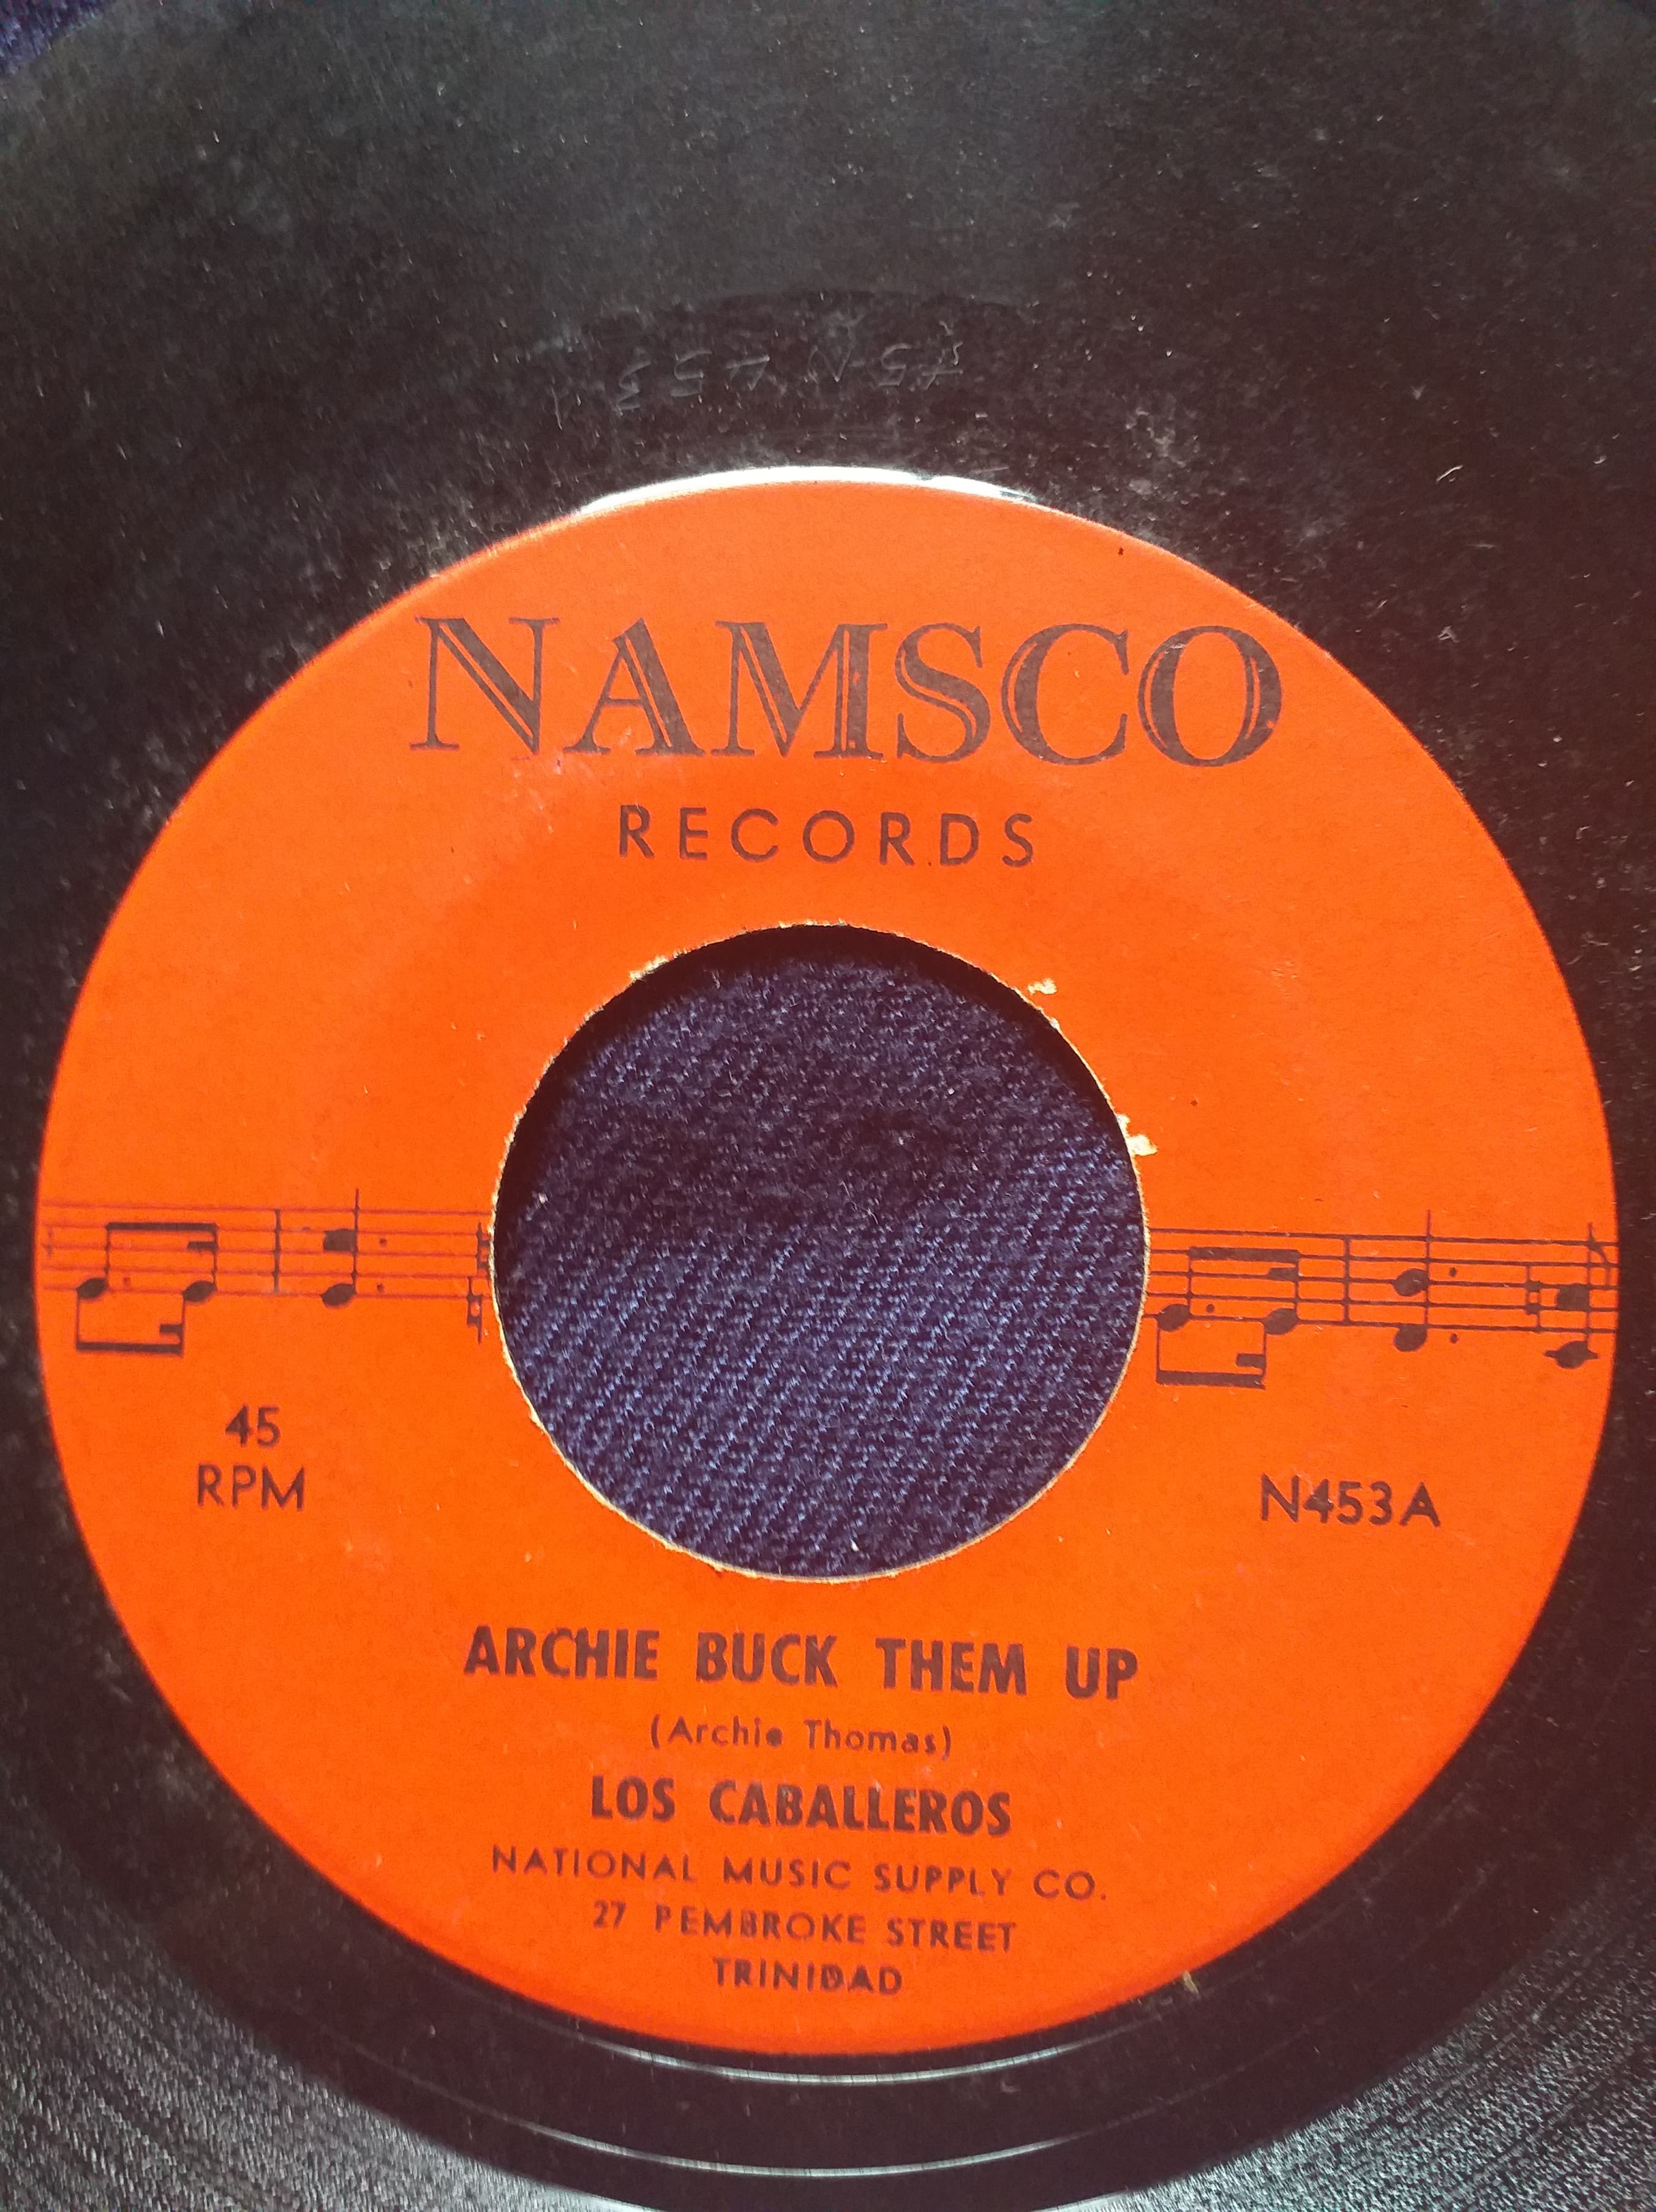 NAMSCO
RECORDS
45
RPM
N453A
ARCHIE BUCK THEM UP
(Archie Thomas)
LOS CABALLEROS
NATIONAL MUSIC SUPPLY CO.
27 PEMBROKE STREET
TRINIDAD